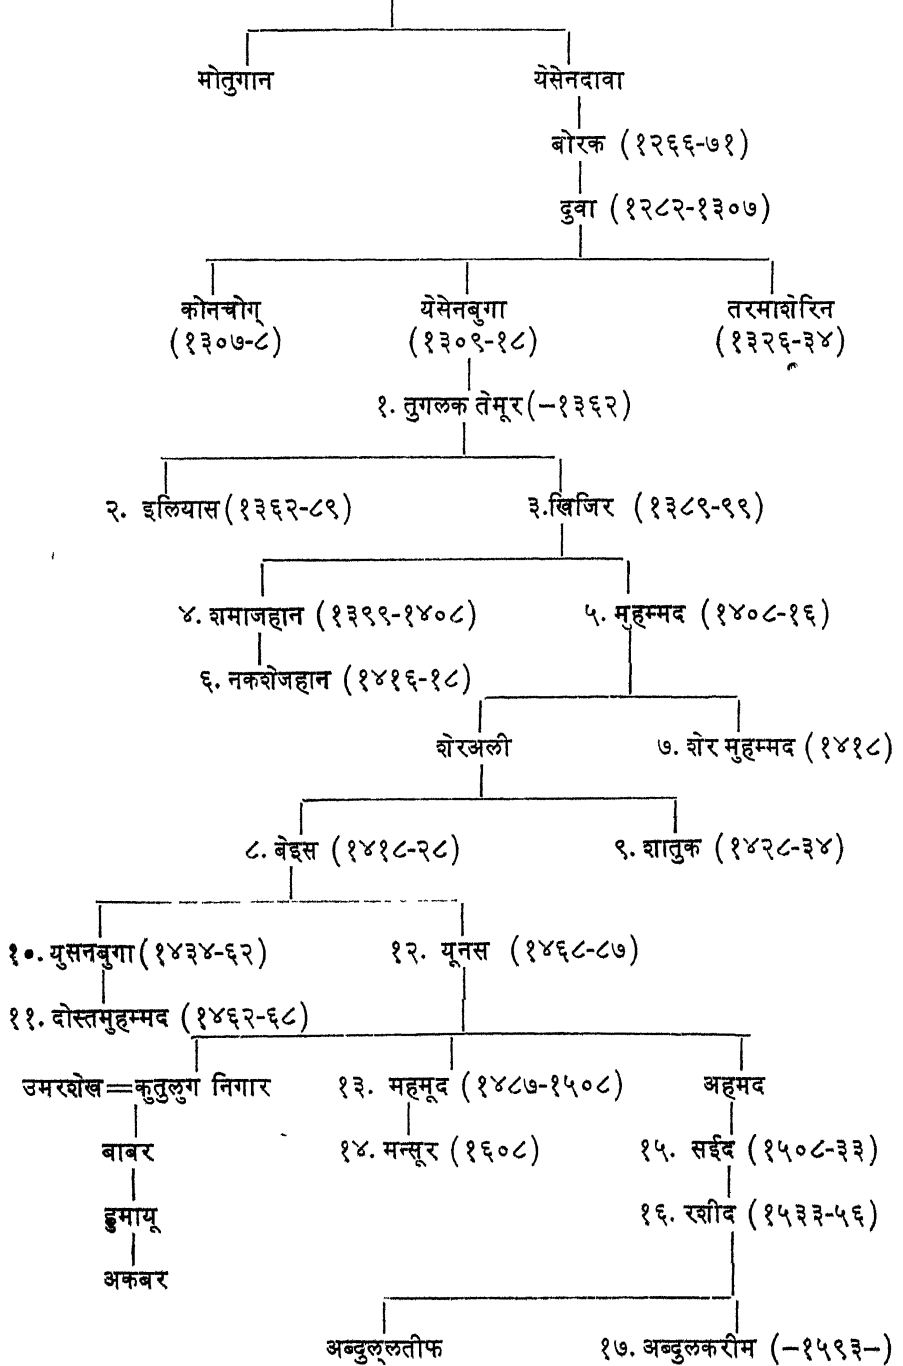 मोतुगान येसेनदावा
बोरक (१२६६-७१)
दुवा (१२८२-१३०७)
कोनचोग् येसेनबुगा तरमाशेरिन
(१३०७-८) (१३०९-१८) (१३२६-३४)
१. तुगलक तेमूर (—१३६२)
२. इलियास (१३६२-८९) ३. खिजिर (१३८९-९९)
४. शमाजहान (१३९९-१४०८) ५. मुहम्मद (१४०८-१६)
६. नकशेजहान (१४१६-१८)
शेरअली ७. शेर मुहम्मद (१४१८)
८. बेइस (१४१८-२८) ९. शातुक (१४२८-३४)
१०. युसनबुगा (१४३४-६२) १२. यूनस (१४६८-८७)
११. दोस्तमुहम्मद (१४६२-६८)
उमरशेख=कुतुलुग निगार १३. महमूद (१४८७-१५०८) अहमद
बाबर १४. मन्सूर (१६०८) १५. सईद (१५०८-३३)
हुमायू १६. रशीद (१५३३-५६)
अकबर
अब्दुल्लतीफ १७. अब्दुलकरीम (—१५९३—)